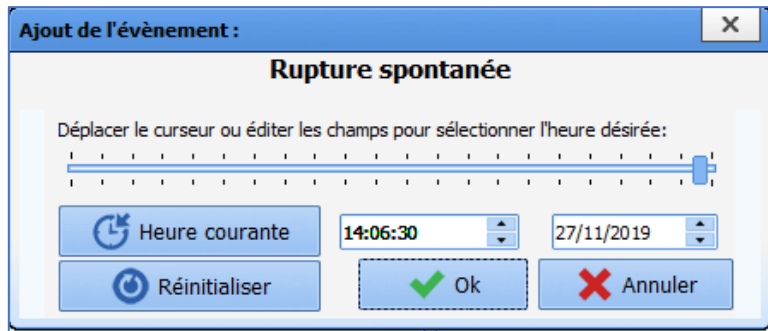 Ajout de l'évènement :
Rupture spontanée
Déplacer le curseur ou éditer les champs pour sélectionner l'heure désirée:
Heure courante 14:06:30 27/11/2019
Réinitialiser Ok Annuler